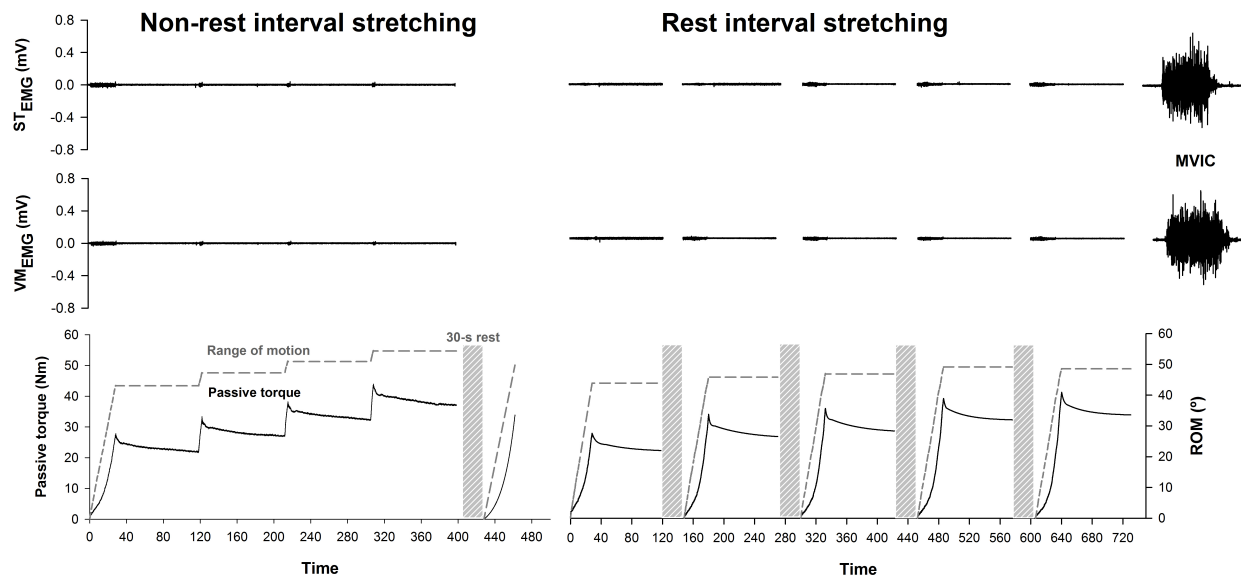 Non-rest interval stretching
Rest interval stretching
STEMG (mV)
0.8
0.4
0.0
-0.4
-0.8
MVIC
VMEMG (mV)
0.8
0.4
0.0
-0.4
-0.8
Passive torque (Nm)
60
50
40
30
20
10
0
Range of motion
Passive torque
30-s rest
0 40 80 120 160 200 240 280 320 360 400 440 480
Time
0 40 80 120 160 200 240 280 320 360 400 440 480 520 560 600 640 680 720
Time
60
50
40
30
20
10
0
ROM (º)